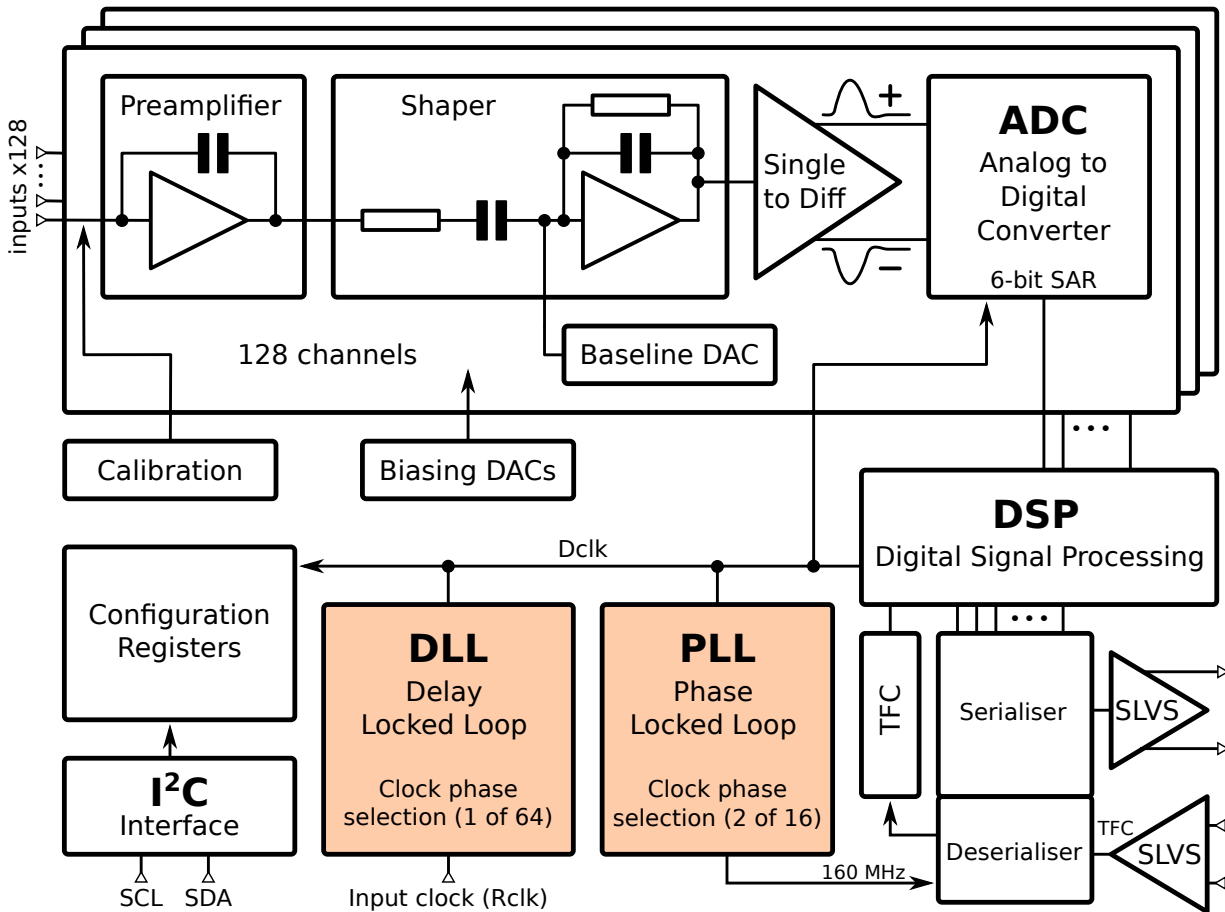 inputs x128
Preamplifier
Shaper
Single
to Diff
+
−
ADC
Analog to
Digital
Converter
6-bit SAR
128 channels
Baseline DAC
Calibration
Biasing DACs
DSP
Digital Signal Processing
Dclk
Configuration
Registers
DLL
Delay
Locked Loop
Clock phase
selection (1 of 64)
PLL
Phase
Locked Loop
Clock phase
selection (2 of 16)
TFC
Serialiser
SLVS
I²C
Interface
SCL
SDA
Input clock (Rclk)
160 MHz
Deserialiser
TFC
SLVS